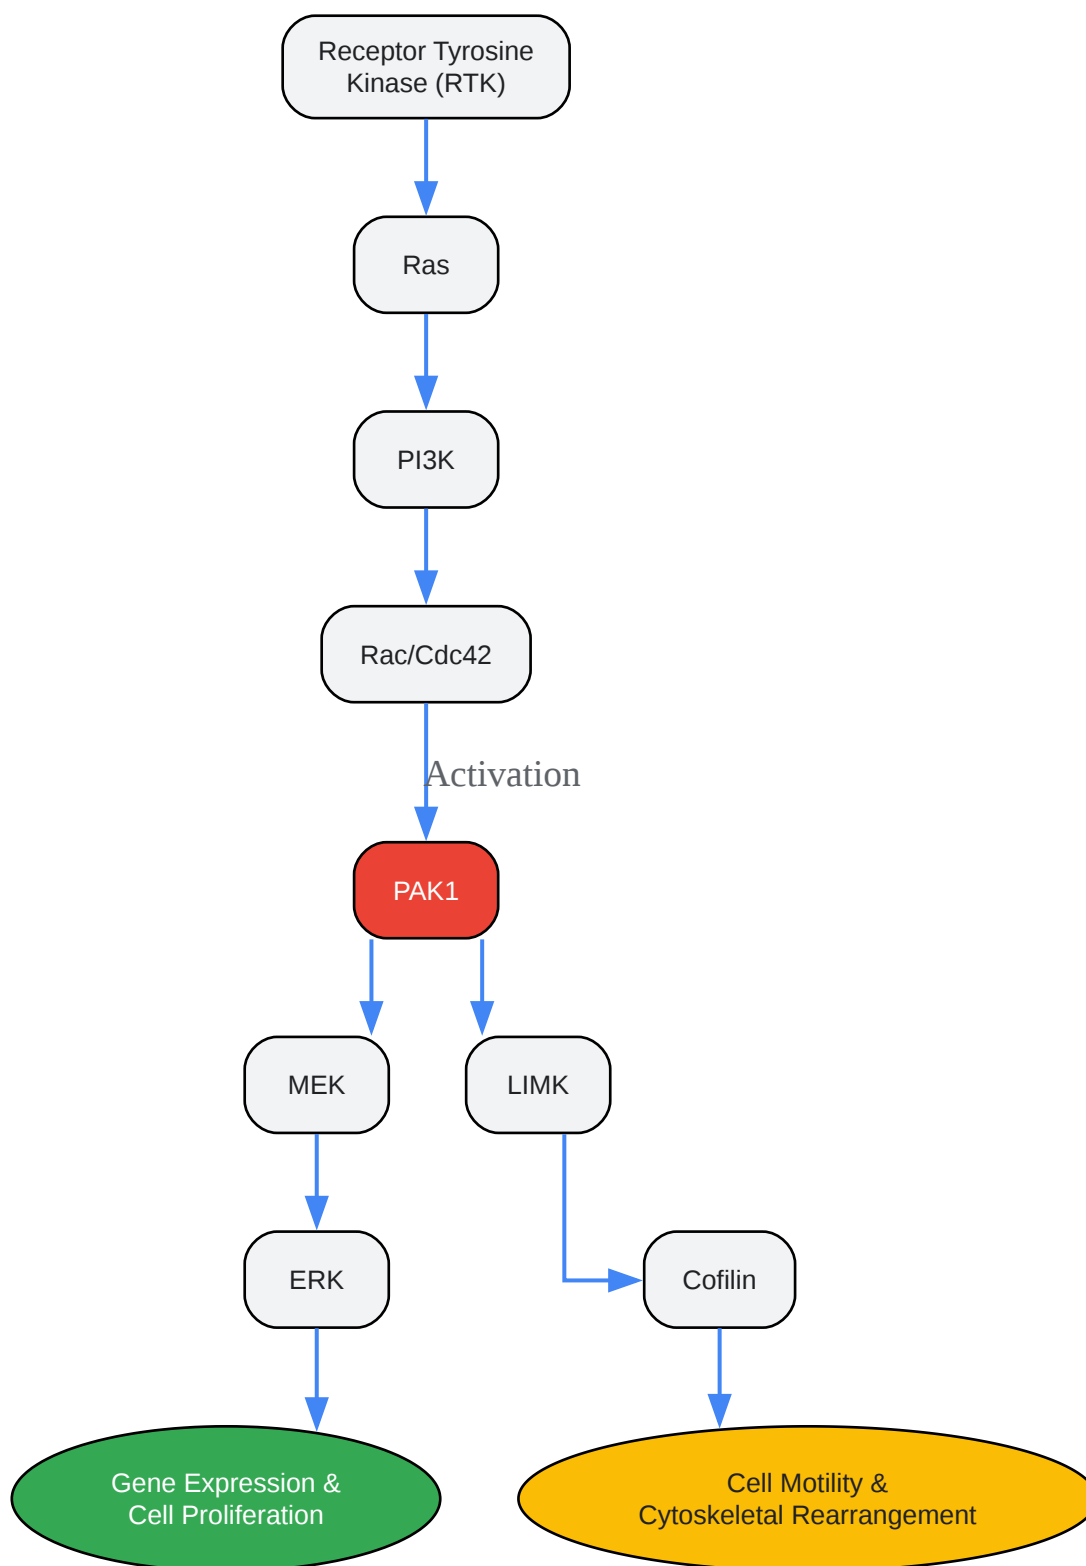 Receptor Tyrosine
Kinase (RTK)
Ras
PI3K
Rac/Cdc42
Activation
PAK1
MEK
LIMK
ERK
Cofilin
Gene Expression &
Cell Proliferation
Cell Motility &
Cytoskeletal Rearrangement